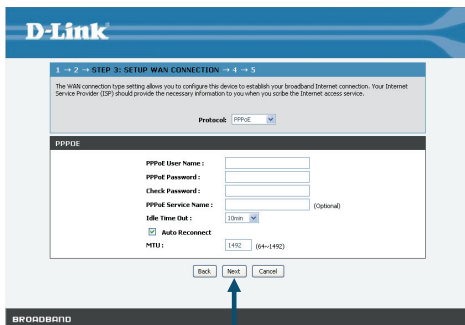 D-Link
1 → 2 → STEP 3: SETUP WAN CONNECTION → 4 → 5
The WAN connection type setting allows you to configure this device to establish your broadband Internet connection. Your Internet
Service Provider (ISP) should provide the necessary information to you when you scribe the Internet access service.
Protocol: PPPoE
PPPOE
PPPoE User Name :
PPPoE Password :
Check Password :
PPPoE Service Name : (Optional)
Idle Time Out : 10min
Auto Reconnect
MTU : 1492 (64~1492)
Back Next Cancel
BROADBAND